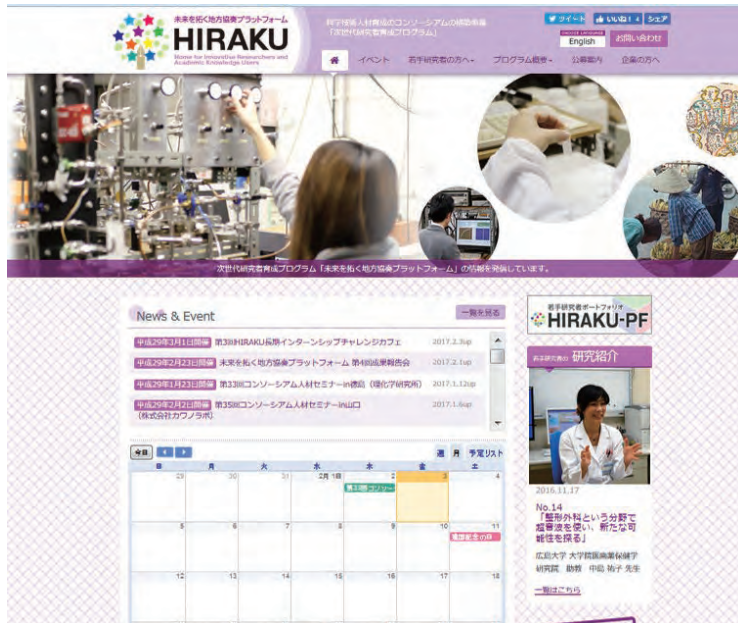 未来を拓く地方協奏プラットフォーム
HIRAKU
Home for Innovative Researchers and
Academic Knowledge Users
科学技術人材育成のコンソーシアムの構築事業
「次世代研究者育成プログラム」
ツイート いいね！ シェア
English お問い合わせ
イベント 若手研究者の方へ プログラム概要 公募案内 企業の方へ
次世代研究者育成プログラム「未来を拓く地方協奏プラットフォーム」の情報を発信しています。
News & Event 一覧を見る
平成29年3月1日開催 第3回HIRAKU長期インターンシップチャレンジカフェ 2017.2.3up
平成29年2月23日開催 未来を拓く地方協奏プラットフォーム 第4回成果報告会 2017.2.1up
平成29年1月23日開催 第33回コンソーシアム人材セミナーin徳島（理化学研究所） 2017.1.12up
平成29年2月2日開催 第35回コンソーシアム人材セミナーin山口
（株式会社カワノラボ） 2017.1.6up
今日 週 月 予定リスト
日 月 火 水 木 金 土
29 30 31 2月 1日 2 3 4
5 6 7 8 9 10 11
建国記念の日
12 13 14 15 16 17 18
若手研究者ポートフォリオ
HIRAKU-PF
若手研究者の 研究紹介
2016.11.17
No.14
「整形外科という分野で
超音波を使い、新たな可
能性を探る」
広島大学 大学院医歯薬保健学
研究院 助教 中島 祐子 先生
一覧はこちら